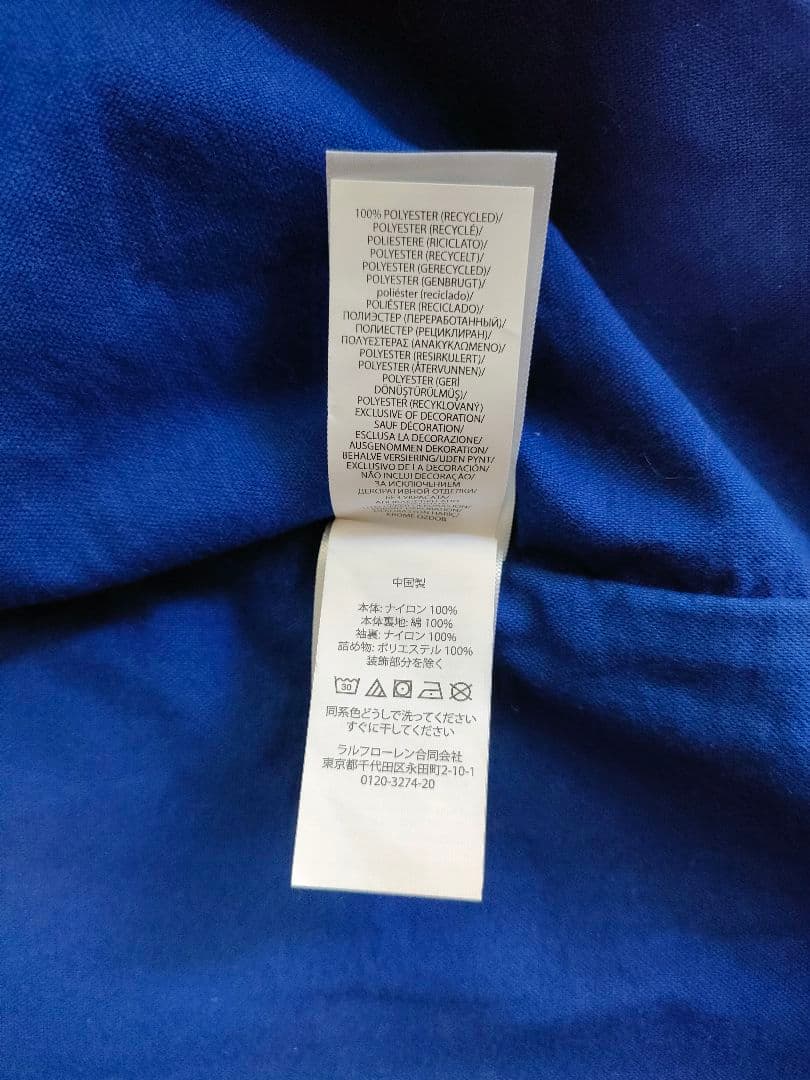 100% POLYESTER (RECYCLED)/
POLYESTER (RECYCLÉ)/
POLIESTERE (RICICLATO)/
POLYESTER (RECYCELT)/
POLYESTER (GERECYCLED)/
POLYESTER (GENBRUGT)/
poliéster (reciclado)/
POLIÉSTER (RECICLADO)/
ПОЛИЭСТЕР (ПЕРЕРАБОТАННЫЙ)/
ПОЛИЕСТЕР (РЕЦИКЛИРАН)/
ΠΟΛΥΕΣΤΕΡΑΣ (ΑΝΑΚΥΚΛΩΜΕΝΟ)/
POLYESTER (RESIRKULERT)/
POLYESTER (ÅTERVUNNEN)/
POLYESTER (GERİ
DÖNÜŞTÜRÜLMÜŞ)/
POLYESTER (RECYKLOVANÝ)
EXCLUSIVE OF DECORATION/
SAUF DÉCORATION/
ESCLUSA LA DECORAZIONE/
AUSGENOMMEN DEKORATION/
BEHALVE VERSIERING/UDEN PYNT/
EXCLUSIVO DE LA DECORACIÓN/
NÃO INCLUI DECORAÇÃO/
ЗА ИСКЛЮЧЕНИЕМ
ДЕКОРАТИВНОЙ ОТДЕЛКИ/
БЕЗ УКРАСАТА/
KROMĚ OZDOB
中国製
本体: ナイロン 100%
本体裏地: 綿 100%
袖裏: ナイロン 100%
詰め物: ポリエステル 100%
装飾部分を除く
30
同系色どうしで洗ってください
すぐに干してください
ラルフローレン合同会社
東京都千代田区永田町2-10-1
0120-3274-20